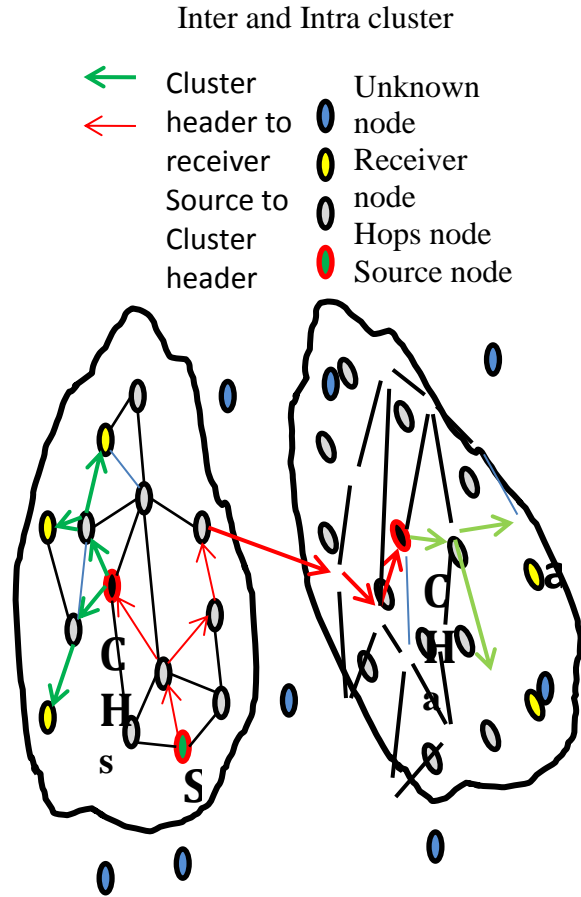 Inter and Intra cluster
Cluster
header to
receiver
Source to
Cluster
header
Unknown
node
Receiver
node
Hops node
Source node
C
H
s
S
C
H
a
a